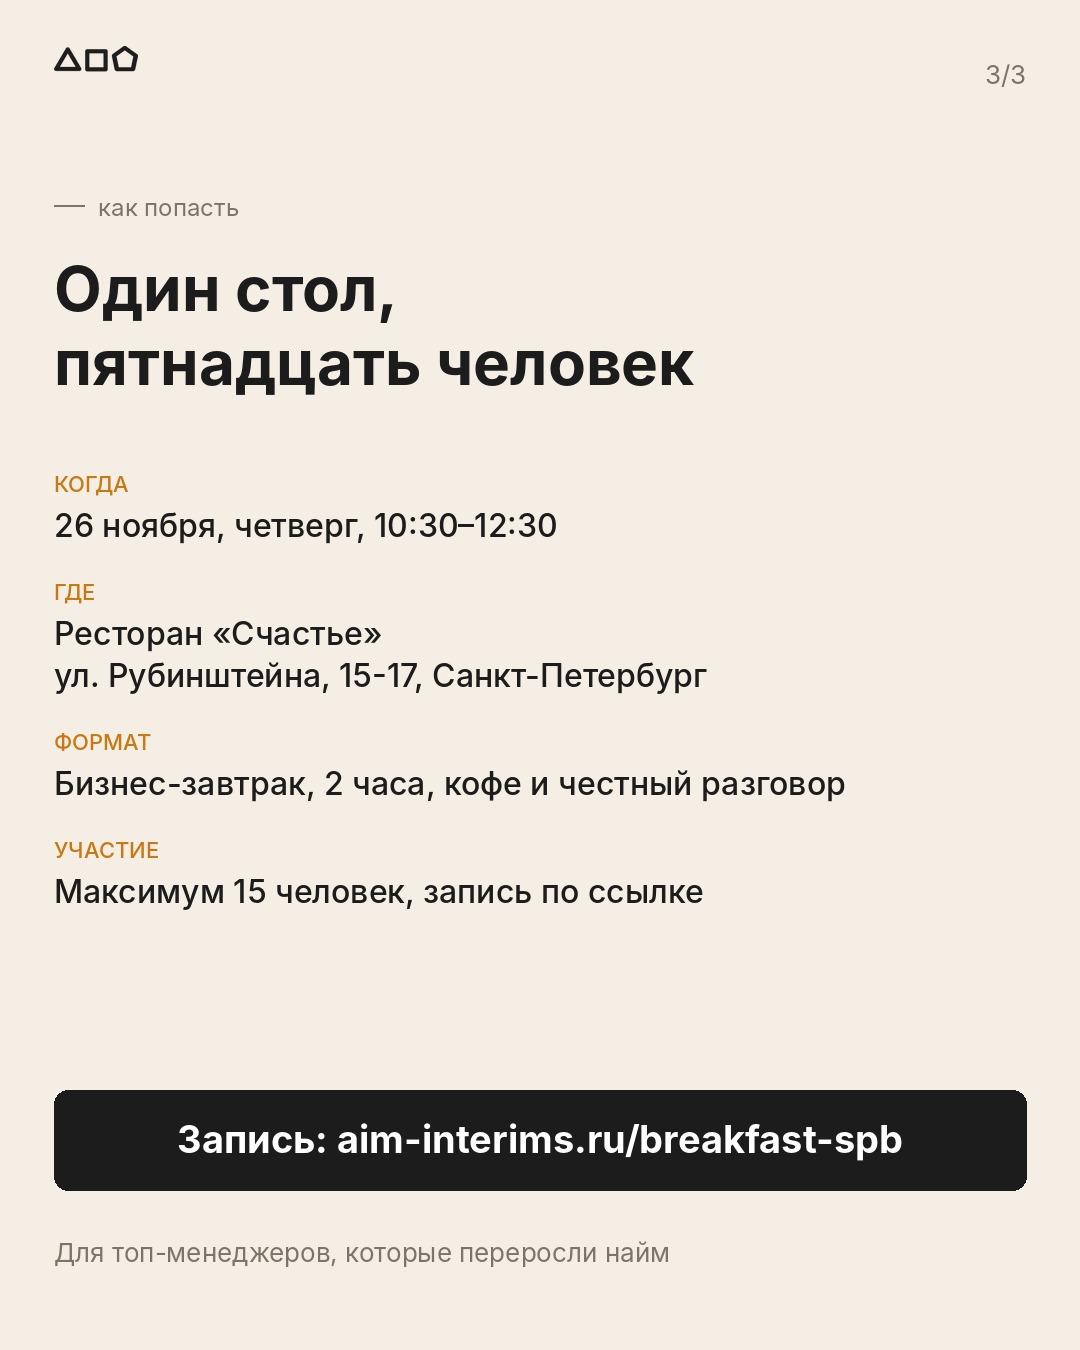 3/3
— как попасть
Один стол,
пятнадцать человек
КОГДА
26 ноября, четверг, 10:30–12:30
ГДЕ
Ресторан «Счастье»
ул. Рубинштейна, 15-17, Санкт-Петербург
ФОРМАТ
Бизнес-завтрак, 2 часа, кофе и честный разговор
УЧАСТИЕ
Максимум 15 человек, запись по ссылке
Запись: aim-interims.ru/breakfast-spb
Для топ-менеджеров, которые переросли найм